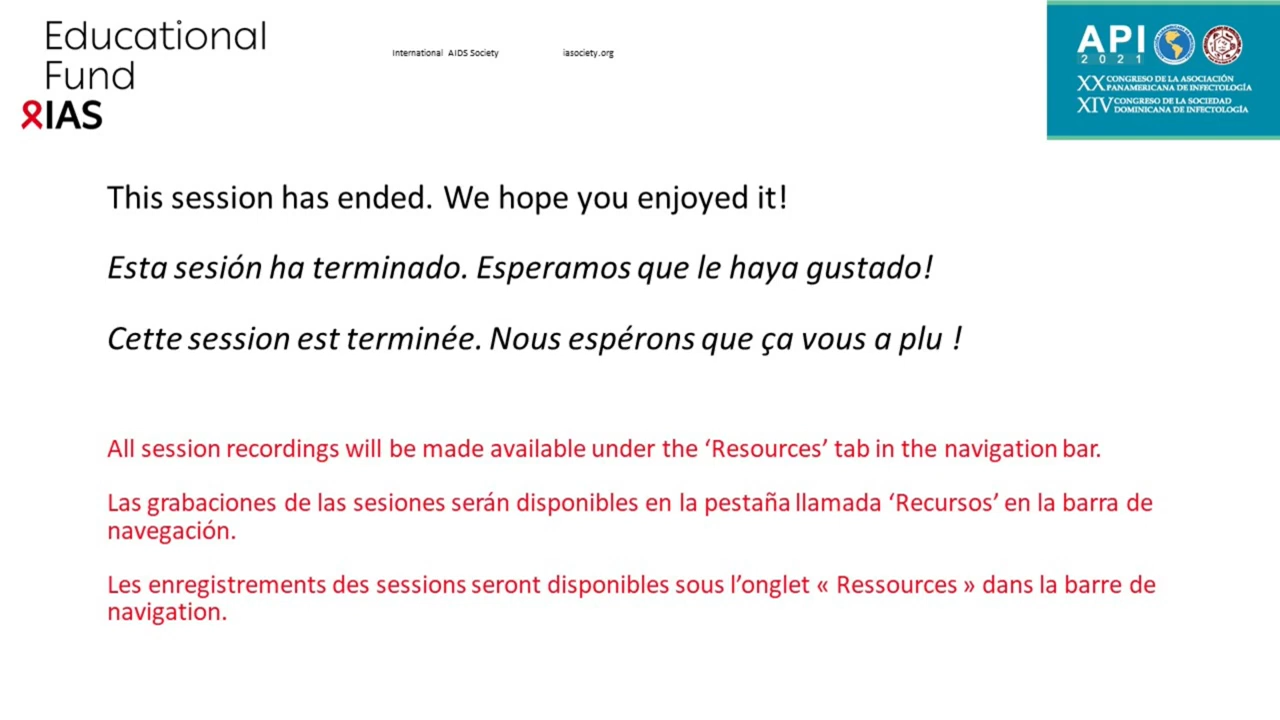 Educational
Fund
IAS
International AIDS Society
iasociety.org
API
2021
XX CONGRESO DE LA ASOCIACIÓN
PANAMERICANA DE INFECTOLOGÍA
XIV CONGRESO DE LA SOCIEDAD
DOMINICANA DE INFECTOLOGÍA
This session has ended. We hope you enjoyed it!
Esta sesión ha terminado. Esperamos que le haya gustado!
Cette session est terminée. Nous espérons que ça vous a plu !
All session recordings will be made available under the ‘Resources’ tab in the navigation bar.
Las grabaciones de las sesiones serán disponibles en la pestaña llamada ‘Recursos’ en la barra de
navegación.
Les enregistrements des sessions seront disponibles sous l’onglet « Ressources » dans la barre de
navigation.